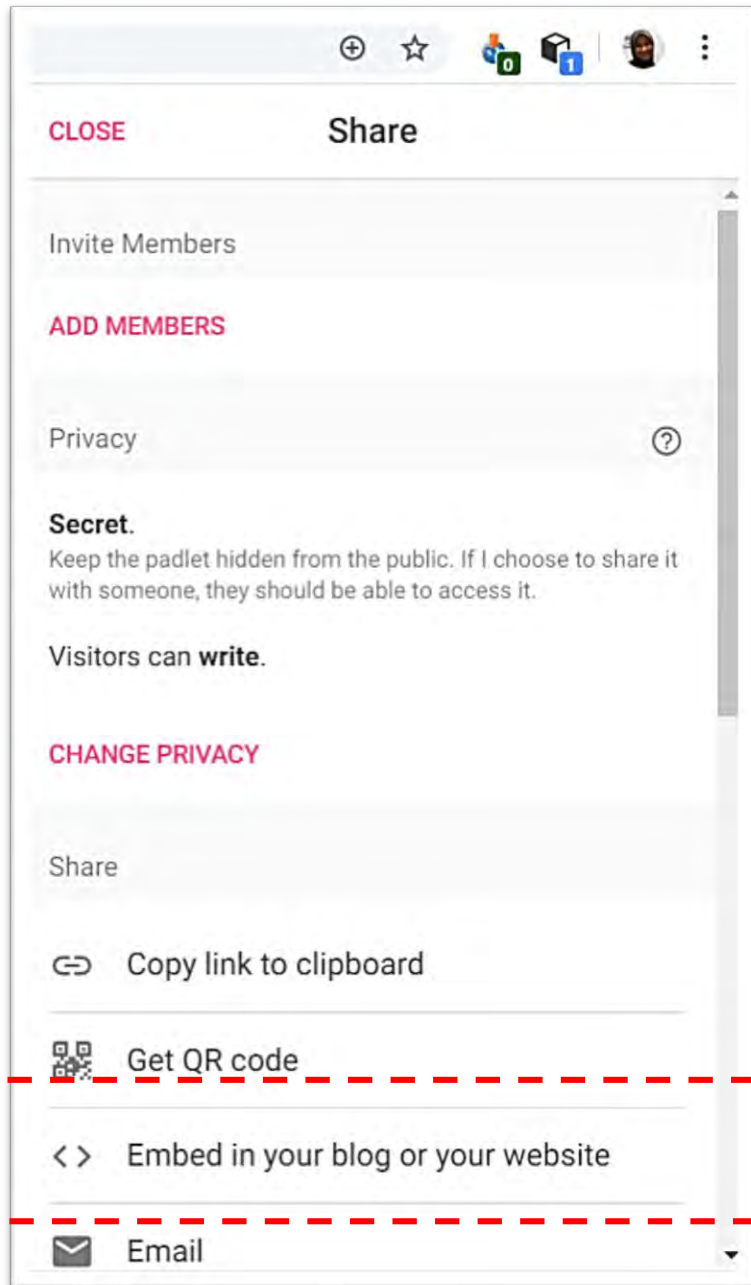 0
1
CLOSE
Share
Invite Members
ADD MEMBERS
Privacy
?
Secret.
Keep the padlet hidden from the public. If I choose to share it
with someone, they should be able to access it.
Visitors can write.
CHANGE PRIVACY
Share
Copy link to clipboard
Get QR code
Embed in your blog or your website
Email